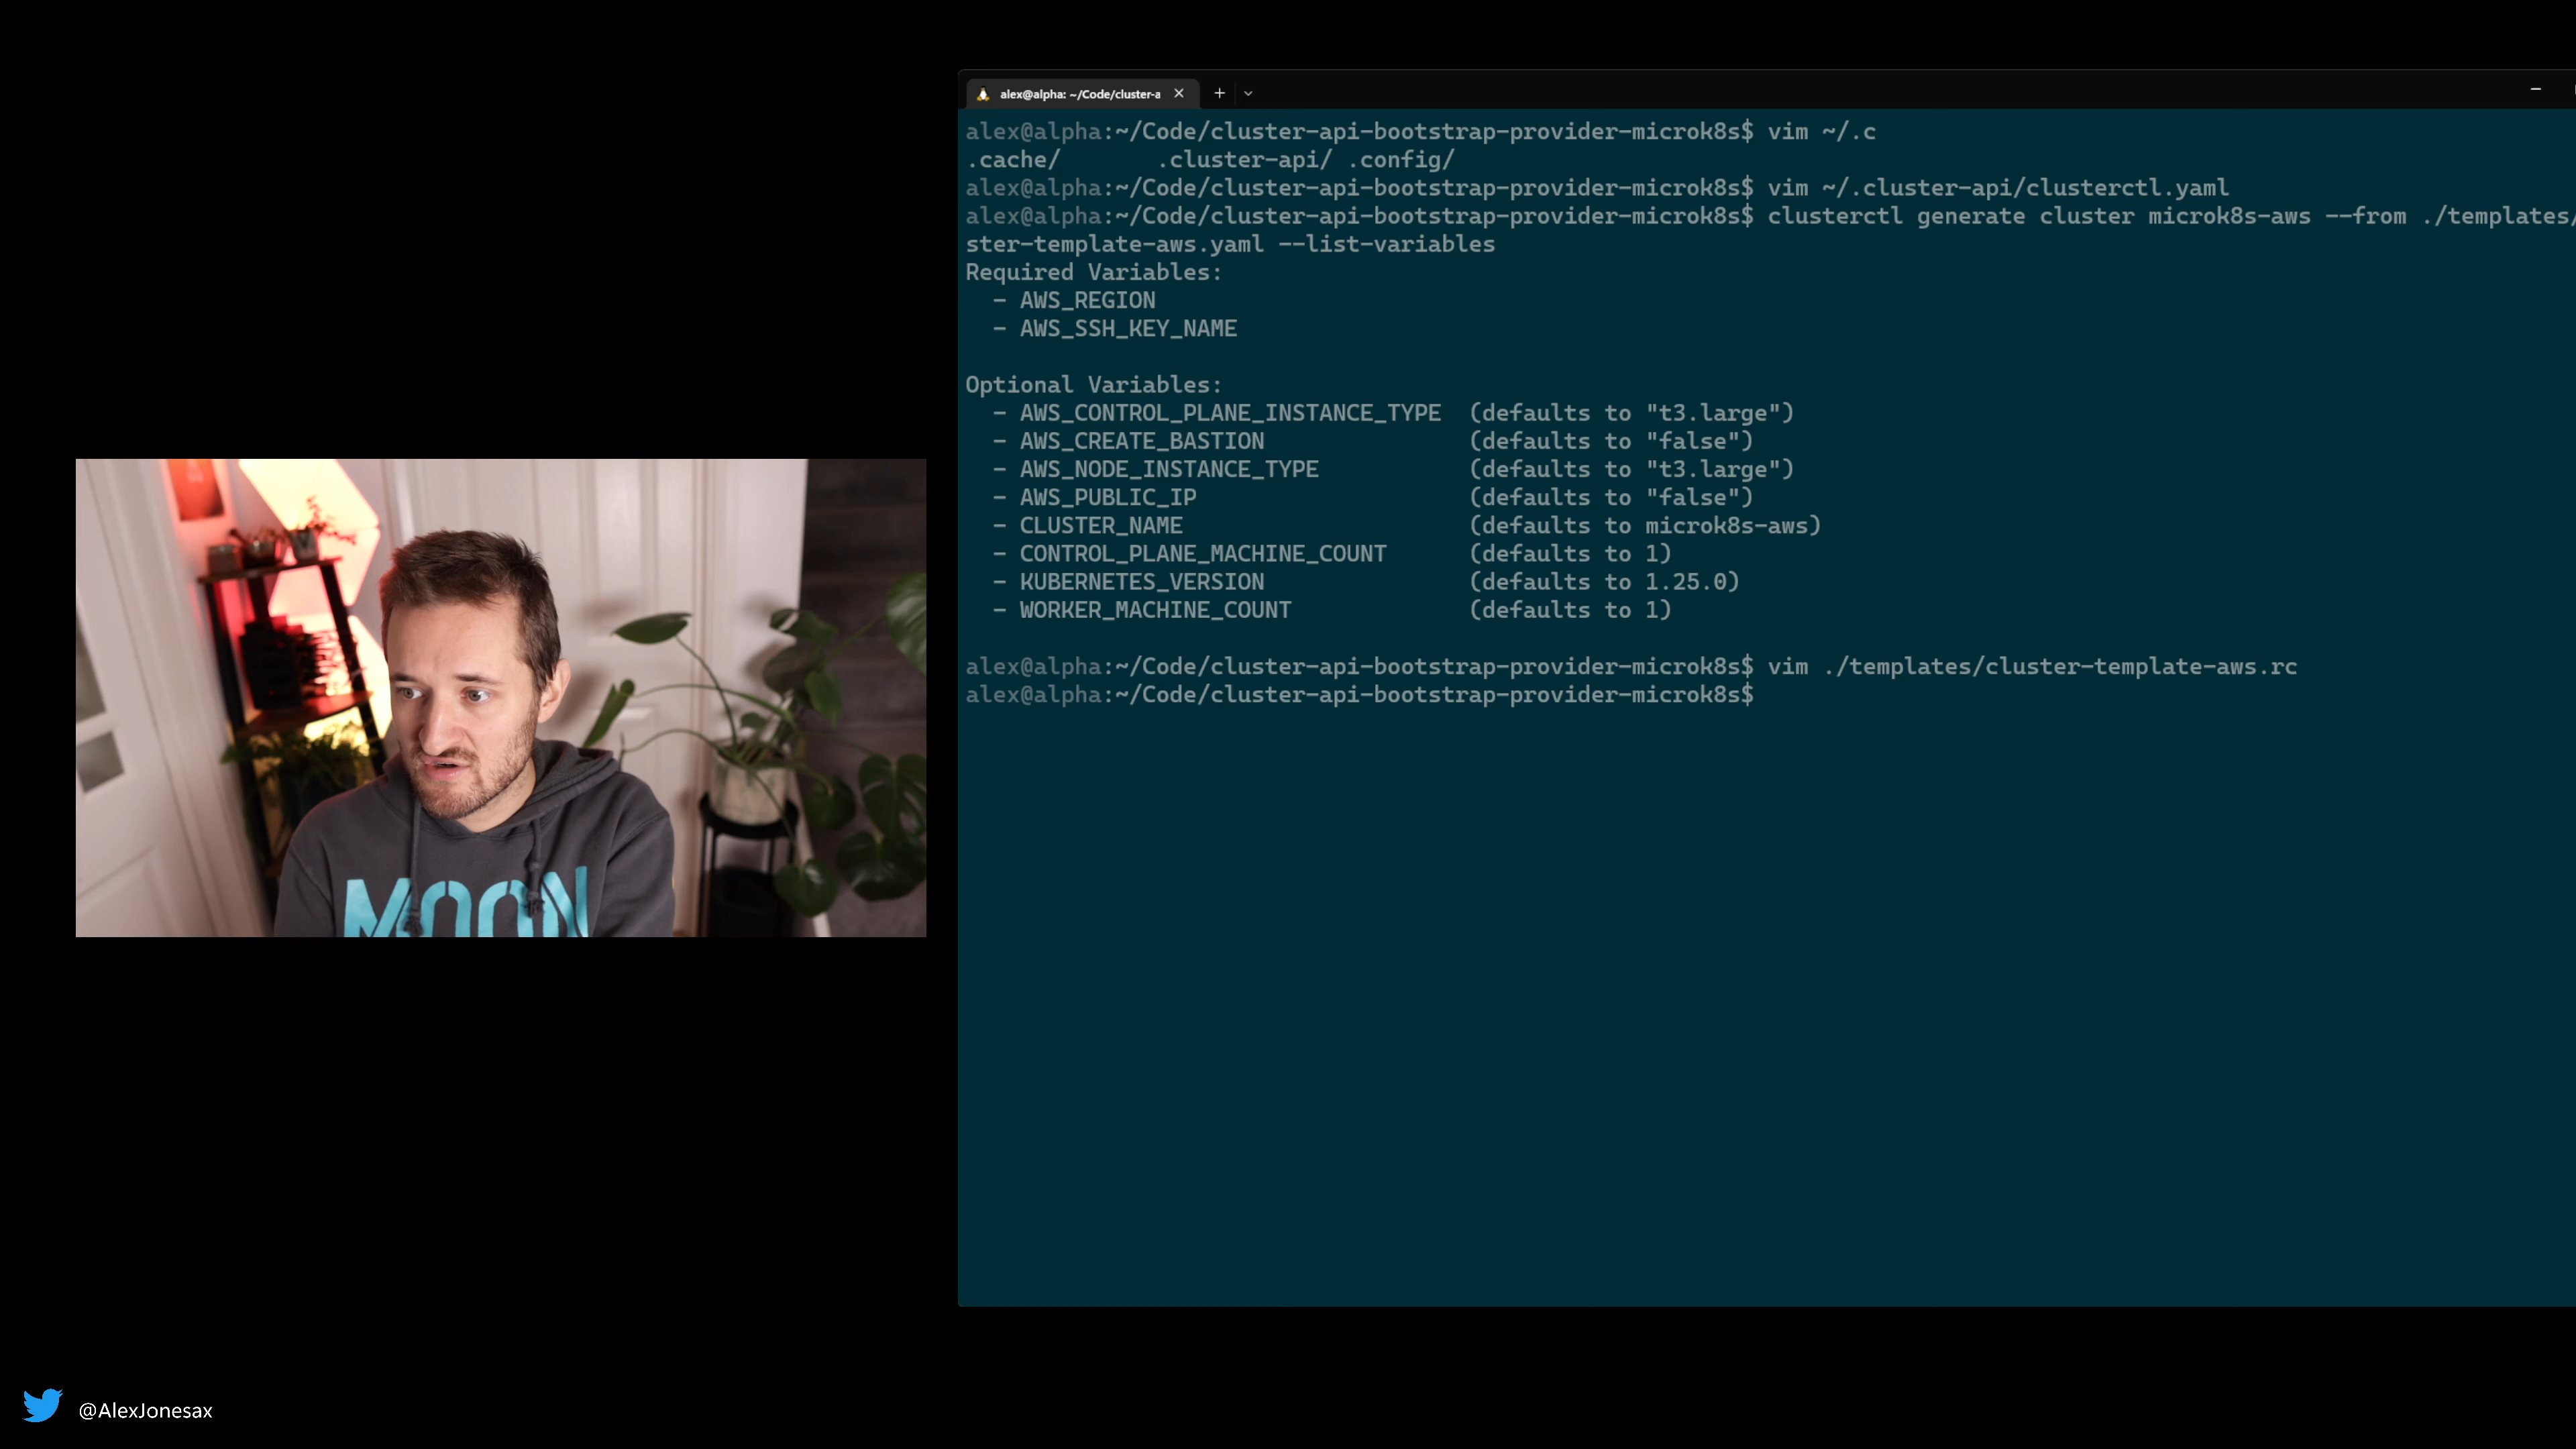 alex@alpha: ~/Code/cluster-a
alex@alpha:~/Code/cluster-api-bootstrap-provider-microk8s$ vim ~/.c
.cache/ .cluster-api/ .config/
alex@alpha:~/Code/cluster-api-bootstrap-provider-microk8s$ vim ~/.cluster-api/clusterctl.yaml
alex@alpha:~/Code/cluster-api-bootstrap-provider-microk8s$ clusterctl generate cluster microk8s-aws --from ./templates/
ster-template-aws.yaml --list-variables
Required Variables:
- AWS_REGION
- AWS_SSH_KEY_NAME
Optional Variables:
- AWS_CONTROL_PLANE_INSTANCE_TYPE (defaults to "t3.large")
- AWS_CREATE_BASTION (defaults to "false")
- AWS_NODE_INSTANCE_TYPE (defaults to "t3.large")
- AWS_PUBLIC_IP (defaults to "false")
- CLUSTER_NAME (defaults to microk8s-aws)
- CONTROL_PLANE_MACHINE_COUNT (defaults to 1)
- KUBERNETES_VERSION (defaults to 1.25.0)
- WORKER_MACHINE_COUNT (defaults to 1)
alex@alpha:~/Code/cluster-api-bootstrap-provider-microk8s$ vim ./templates/cluster-template-aws.rc
alex@alpha:~/Code/cluster-api-bootstrap-provider-microk8s$
MOON
@AlexJonesax